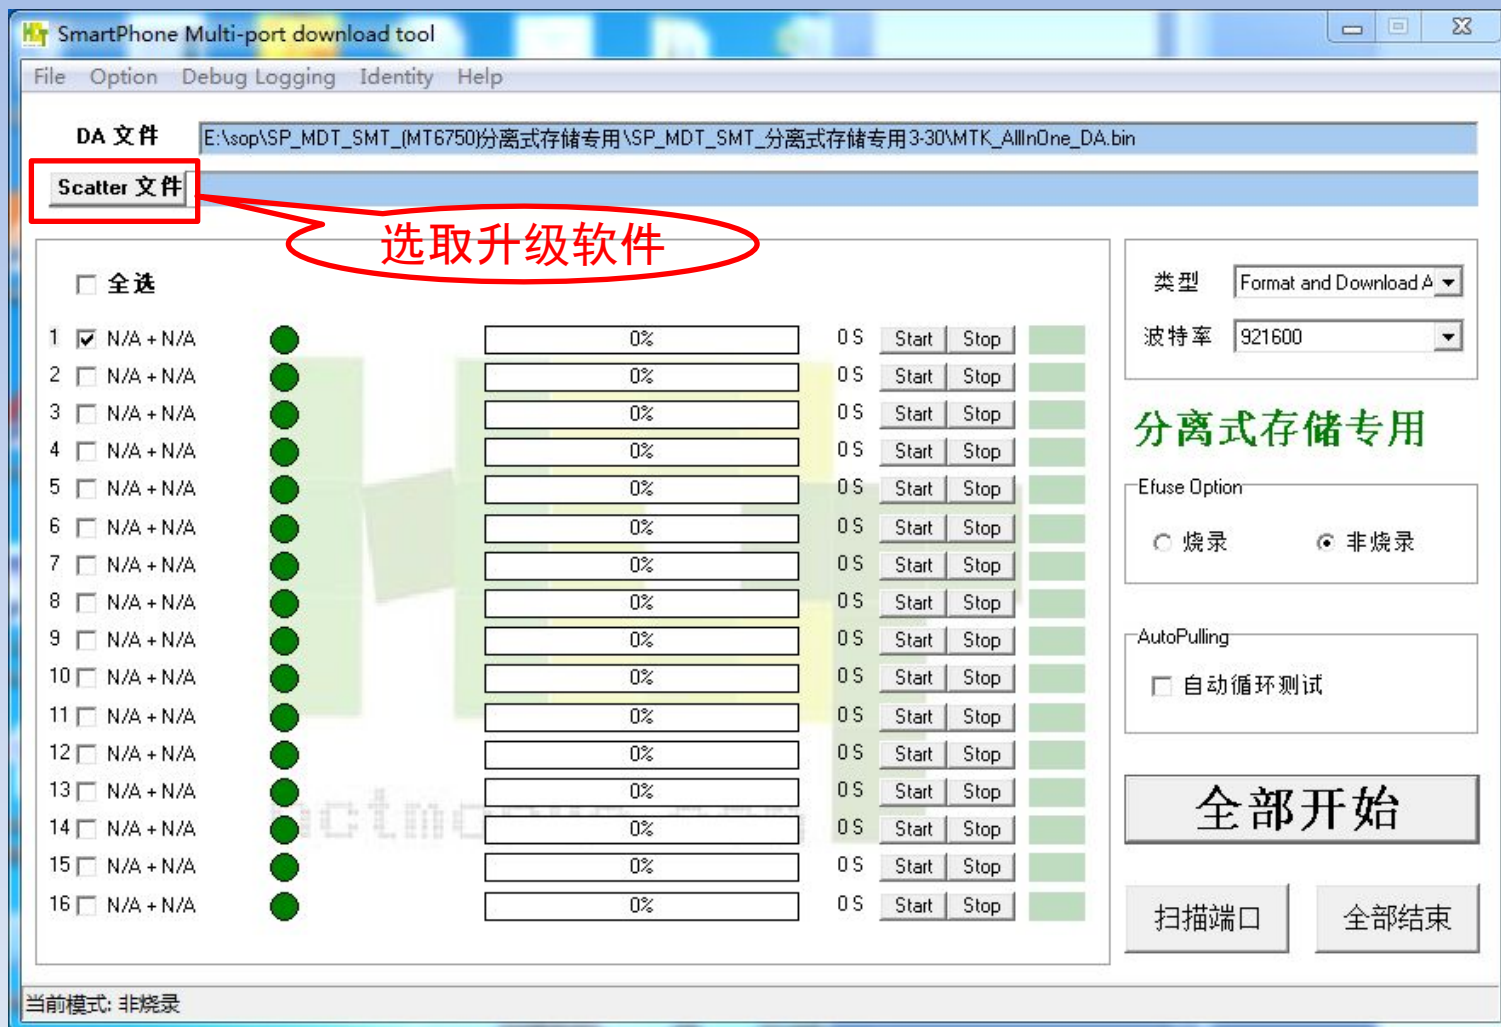 SmartPhone Multi-port download tool
File Option Debug Logging Identity Help
DA 文件 E:\sop\SP_MDT_SMT_(MT6750)分离式存储专用\SP_MDT_SMT_分离式存储专用3-30\MTK_AllInOne_DA.bin
Scatter 文件
选取升级软件
全选
1 N/A + N/A 0% 0 S Start Stop
2 N/A + N/A 0% 0 S Start Stop
3 N/A + N/A 0% 0 S Start Stop
4 N/A + N/A 0% 0 S Start Stop
5 N/A + N/A 0% 0 S Start Stop
6 N/A + N/A 0% 0 S Start Stop
7 N/A + N/A 0% 0 S Start Stop
8 N/A + N/A 0% 0 S Start Stop
9 N/A + N/A 0% 0 S Start Stop
10 N/A + N/A 0% 0 S Start Stop
11 N/A + N/A 0% 0 S Start Stop
12 N/A + N/A 0% 0 S Start Stop
13 N/A + N/A 0% 0 S Start Stop
14 N/A + N/A 0% 0 S Start Stop
15 N/A + N/A 0% 0 S Start Stop
16 N/A + N/A 0% 0 S Start Stop
类型 Format and Download A
波特率 921600
分离式存储专用
Efuse Option
烧录 非烧录
AutoPulling
自动循环测试
全部开始
扫描端口 全部结束
当前模式: 非烧录